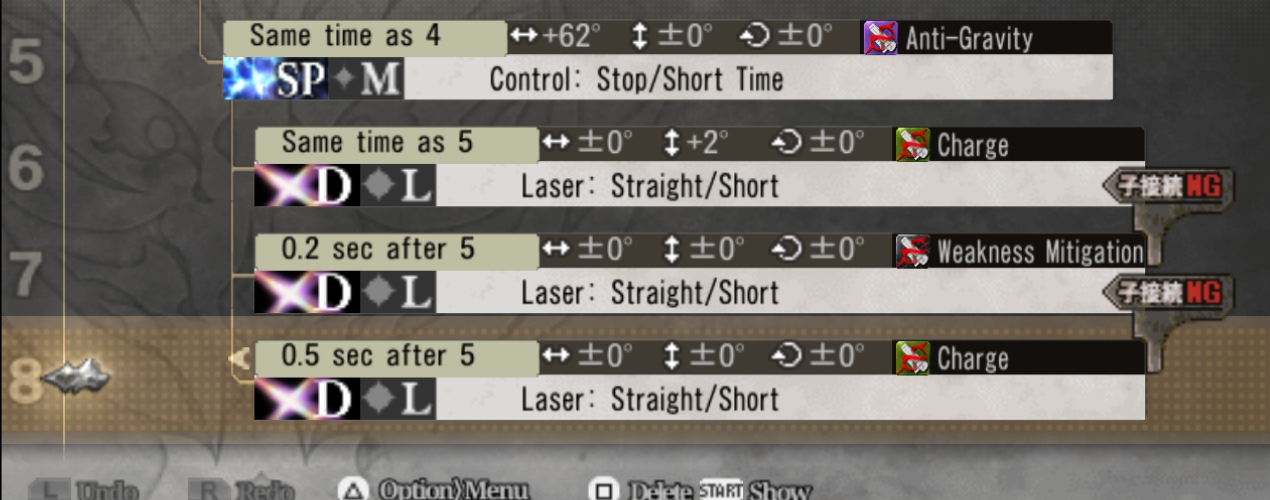 5
Same time as 4 ↔+62° ↕±0° ±0° Anti-Gravity
SP M Control: Stop/Short Time
6
Same time as 5 ↔±0° ↕+2° ±0° Charge
D L Laser: Straight/Short
子接続NG
7
0.2 sec after 5 ↔±0° ↕±0° ±0° Weakness Mitigation
D L Laser: Straight/Short
子接続NG
8
0.5 sec after 5 ↔±0° ↕±0° ±0° Charge
D L Laser: Straight/Short
L Undo R Redo Option/Menu Delete START Show